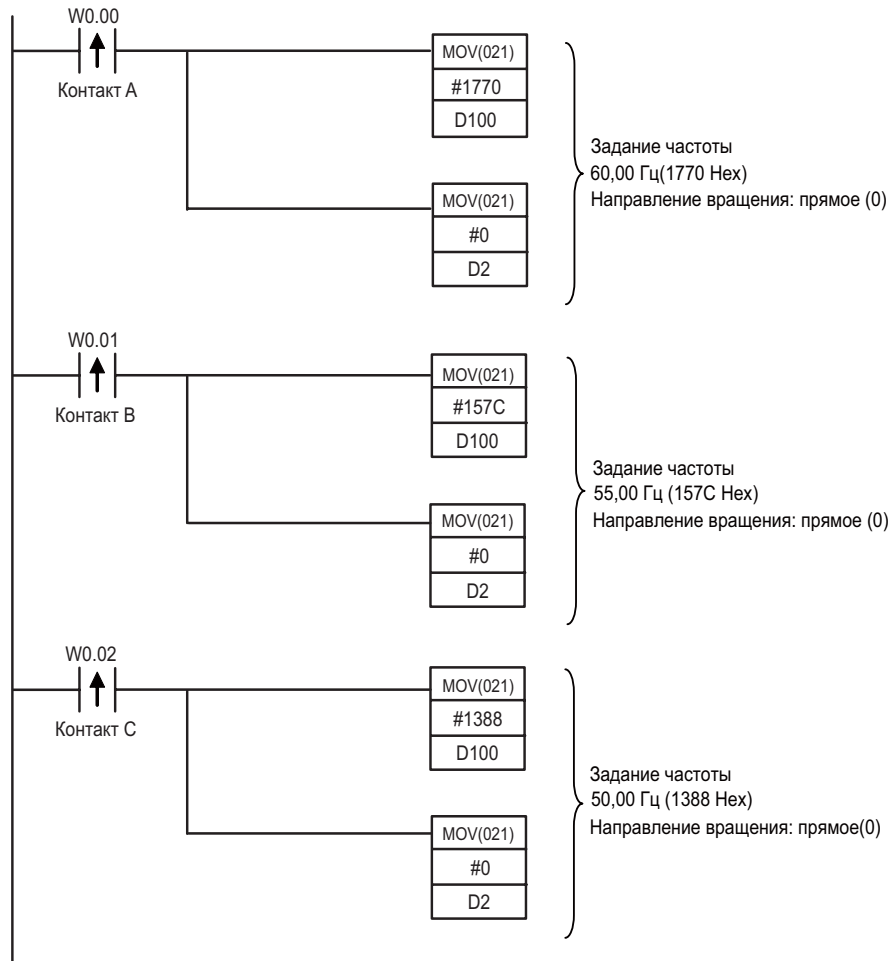 W0.00
Контакт A
MOV(021)
#1770
D100
MOV(021)
#0
D2
Задание частоты
60,00 Гц(1770 Hex)
Направление вращения: прямое (0)
W0.01
Контакт B
MOV(021)
#157C
D100
MOV(021)
#0
D2
Задание частоты
55,00 Гц (157C Hex)
Направление вращения: прямое (0)
W0.02
Контакт C
MOV(021)
#1388
D100
MOV(021)
#0
D2
Задание частоты
50,00 Гц (1388 Hex)
Направление вращения: прямое(0)